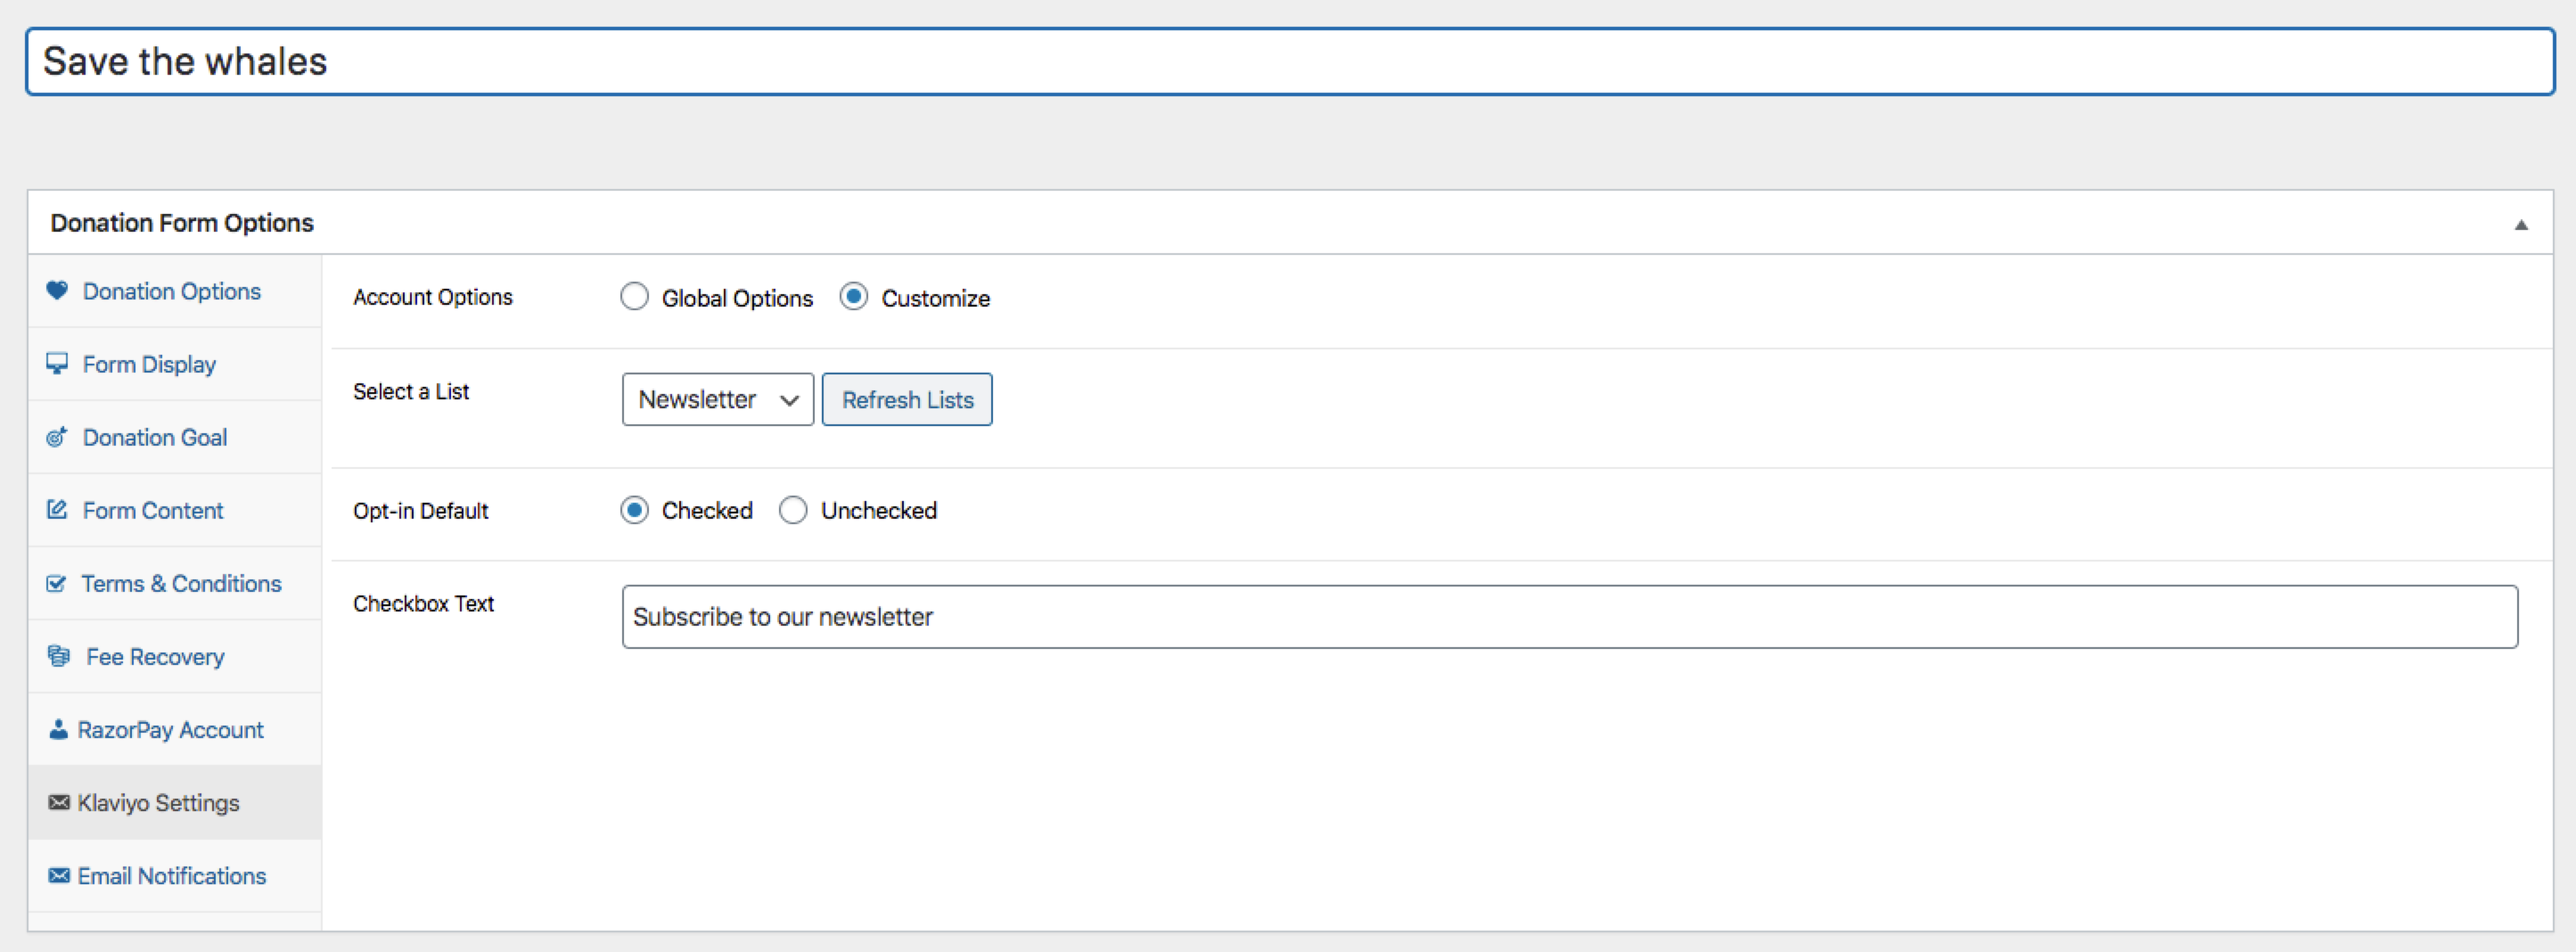 Save the whales
Donation Form Options
Donation Options
Form Display
Donation Goal
Form Content
Terms & Conditions
Fee Recovery
RazorPay Account
Klaviyo Settings
Email Notifications
Account Options Global Options Customize
Select a List Newsletter Refresh Lists
Opt-in Default Checked Unchecked
Checkbox Text Subscribe to our newsletter